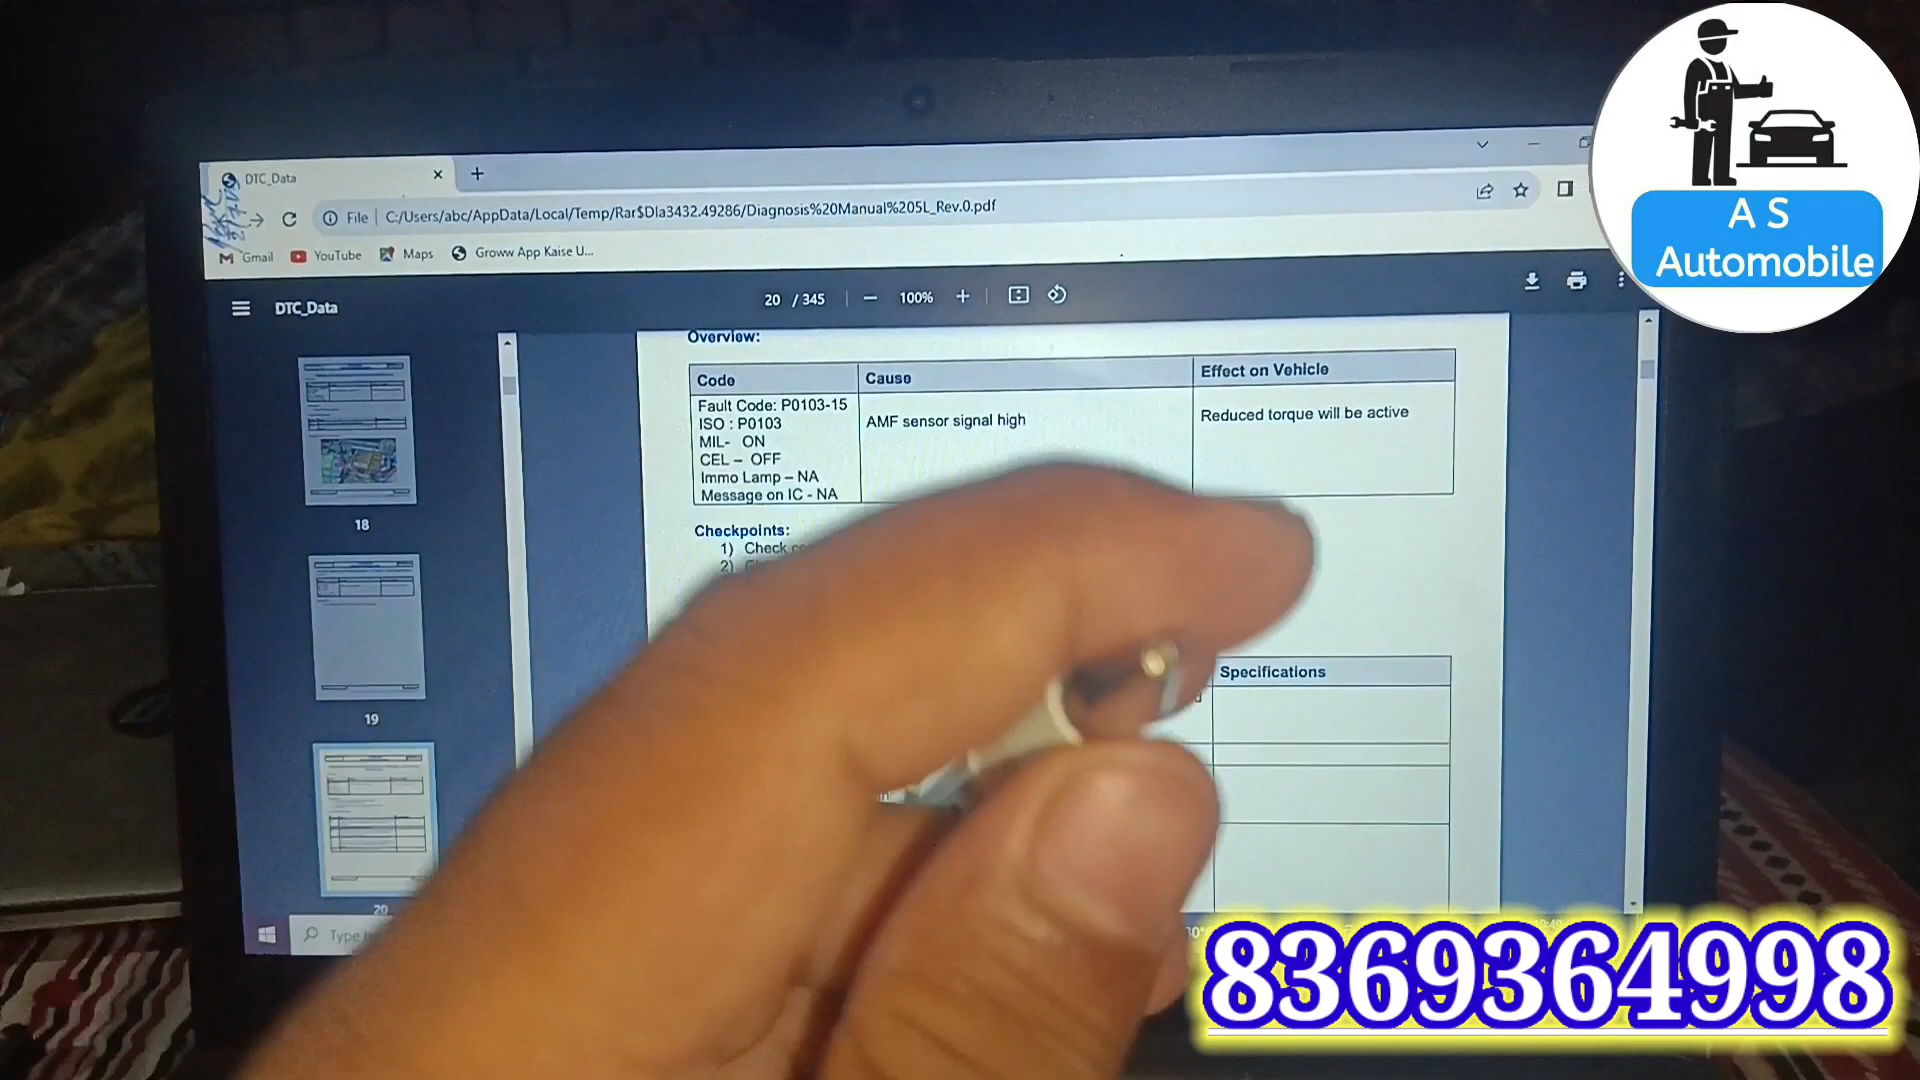 DTC_Data
File
C:/Users/abc/AppData/Local/Temp/Rar$DIa3432.49286/Diagnosis%20Manual%205L_Rev.0.pdf
Gmail
YouTube
Maps
Groww App Kaise U...
DTC_Data
20 / 345
100%
Overview:
Code
Cause
Effect on Vehicle
Fault Code: P0103-15
ISO : P0103
MIL- ON
CEL – OFF
Immo Lamp – NA
Message on IC - NA
AMF sensor signal high
Reduced torque will be active
Checkpoints:
1) Check
2)
Specifications
18
19
20
Type
A S
Automobile
8369364998